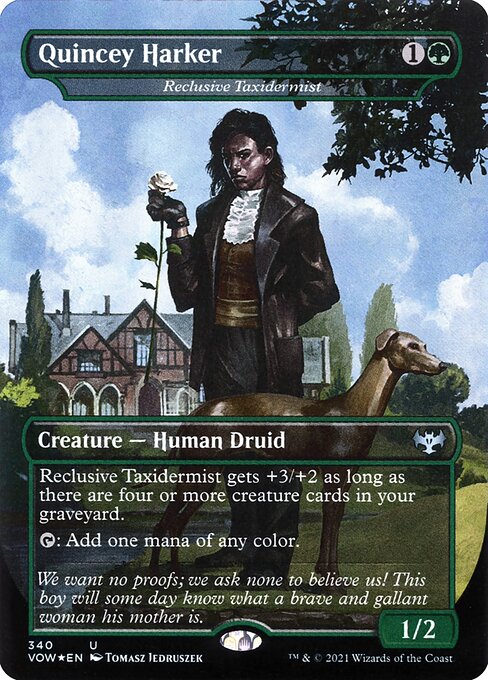 Quincey Harker 1
Reclusive Taxidermist
Creature — Human Druid
Reclusive Taxidermist gets +3/+2 as long as
there are four or more creature cards in your
graveyard.
: Add one mana of any color.
We want no proofs; we ask none to believe us! This
boy will some day know what a brave and gallant
woman his mother is.
1/2
340 U
VOW★EN Tomasz Jedruszek
™ & © 2021 Wizards of the Coast